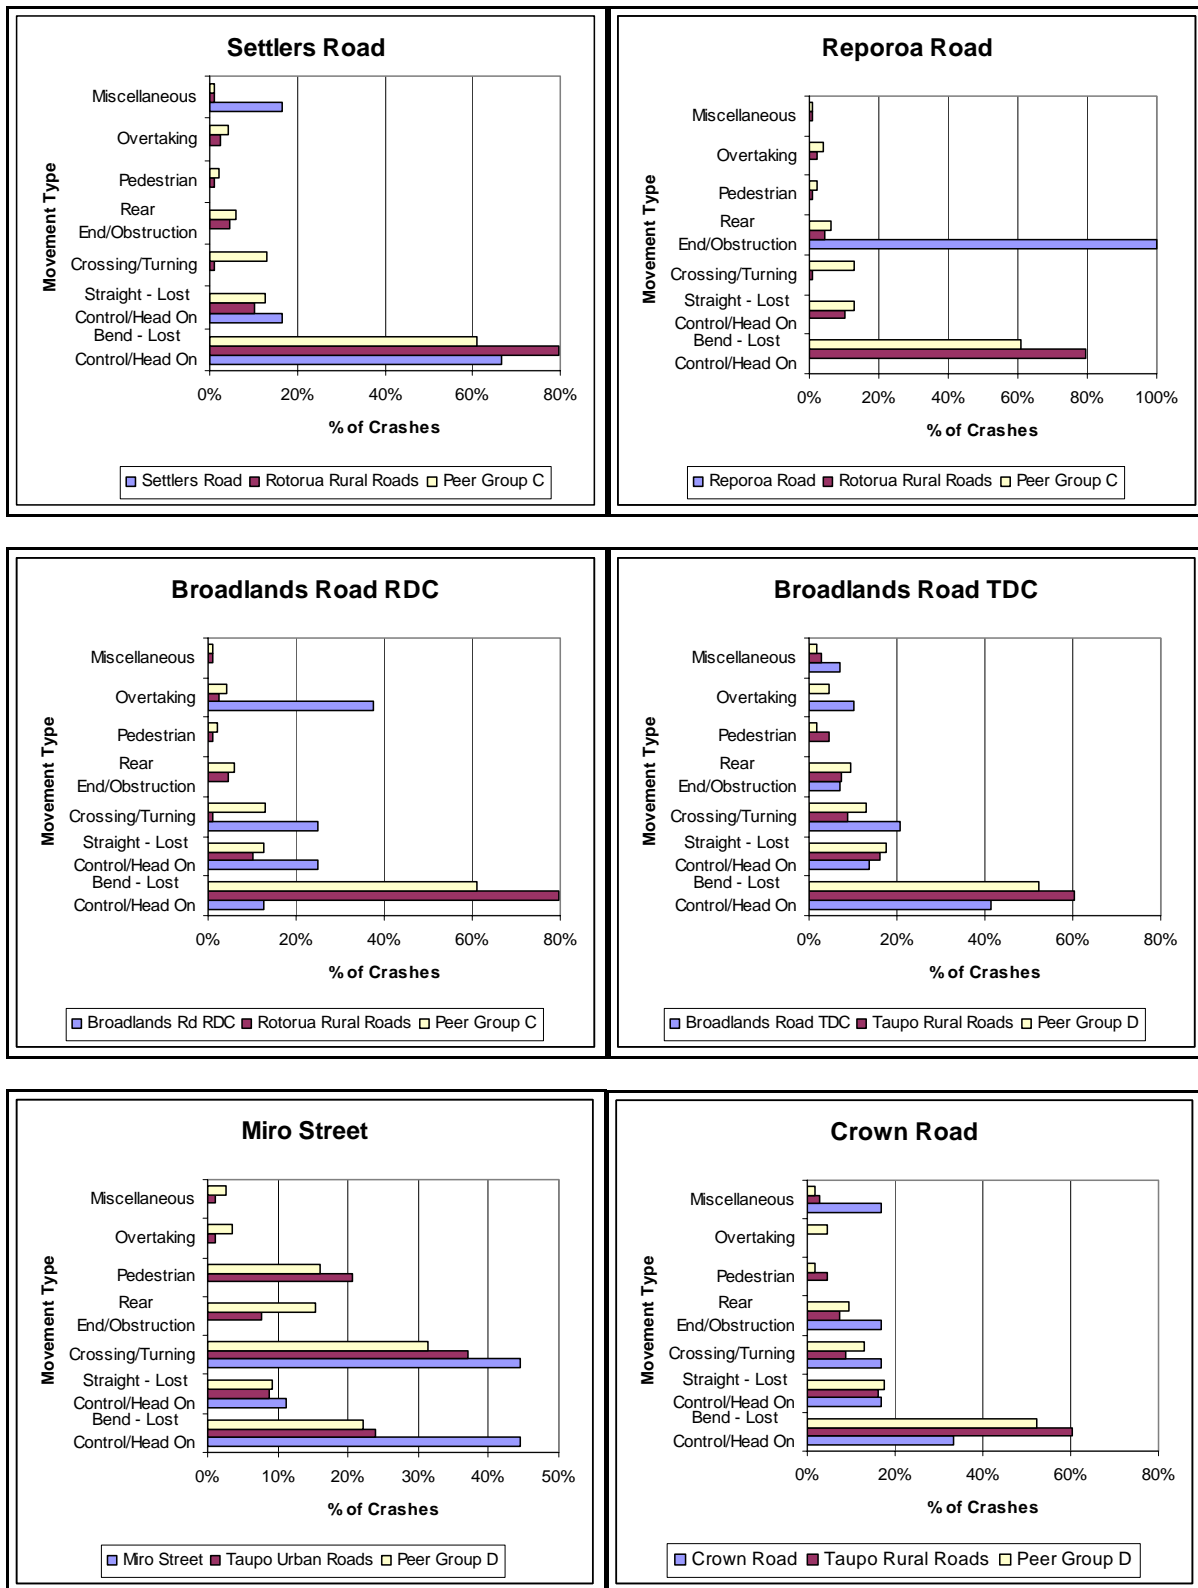 Settlers Road
Movement Type
Miscellaneous
Overtaking
Pedestrian
Rear
End/Obstruction
Crossing/Turning
Straight - Lost
Control/Head On
Bend - Lost
Control/Head On
0% 20% 40% 60% 80%
% of Crashes
Settlers Road Rotorua Rural Roads Peer Group C
Reporoa Road
Movement Type
Miscellaneous
Overtaking
Pedestrian
Rear
End/Obstruction
Crossing/Turning
Straight - Lost
Control/Head On
Bend - Lost
Control/Head On
0% 20% 40% 60% 80% 100%
% of Crashes
Reporoa Road Rotorua Rural Roads Peer Group C
Broadlands Road RDC
Movement Type
Miscellaneous
Overtaking
Pedestrian
Rear
End/Obstruction
Crossing/Turning
Straight - Lost
Control/Head On
Bend - Lost
Control/Head On
0% 20% 40% 60% 80%
% of Crashes
Broadlands Rd RDC Rotorua Rural Roads Peer Group C
Broadlands Road TDC
Movement Type
Miscellaneous
Overtaking
Pedestrian
Rear
End/Obstruction
Crossing/Turning
Straight - Lost
Control/Head On
Bend - Lost
Control/Head On
0% 20% 40% 60% 80%
% of Crashes
Broadlands Road TDC Taupo Rural Roads Peer Group D
Miro Street
Movement Type
Miscellaneous
Overtaking
Pedestrian
Rear
End/Obstruction
Crossing/Turning
Straight - Lost
Control/Head On
Bend - Lost
Control/Head On
0% 10% 20% 30% 40% 50%
% of Crashes
Miro Street Taupo Urban Roads Peer Group D
Crown Road
Movement Type
Miscellaneous
Overtaking
Pedestrian
Rear
End/Obstruction
Crossing/Turning
Straight - Lost
Control/Head On
Bend - Lost
Control/Head On
0% 20% 40% 60% 80%
% of Crashes
Crown Road Taupo Rural Roads Peer Group D